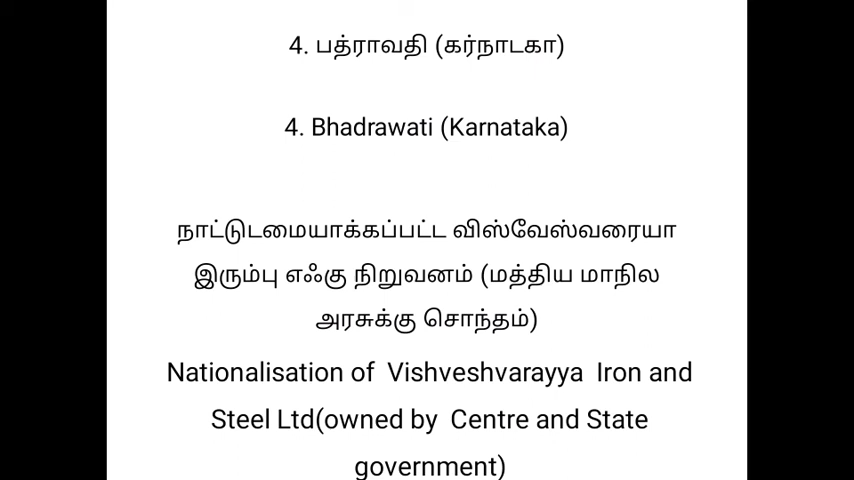 4. பத்ராவதி (கர்நாடகா)
4. Bhadrawati (Karnataka)
நாட்டுடமையாக்கப்பட்ட விஸ்வேஸ்வரையா
இரும்பு எஃகு நிறுவனம் (மத்திய மாநில
அரசுக்கு சொந்தம்)
Nationalisation of Vishveshvarayya Iron and
Steel Ltd(owned by Centre and State
government)